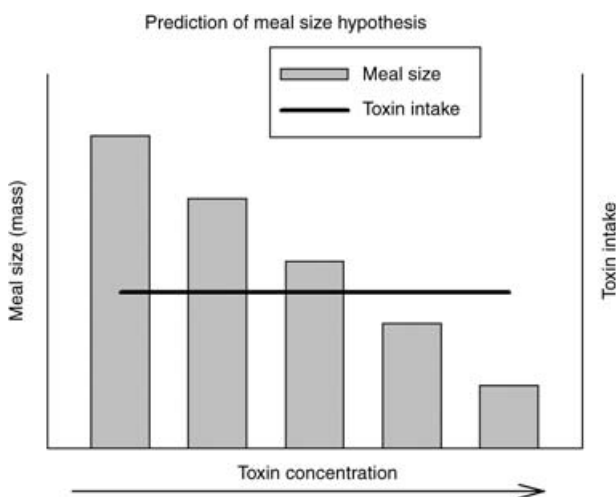 Prediction of meal size hypothesis
Meal size
Toxin intake
Meal size (mass)
Toxin intake
Toxin concentration